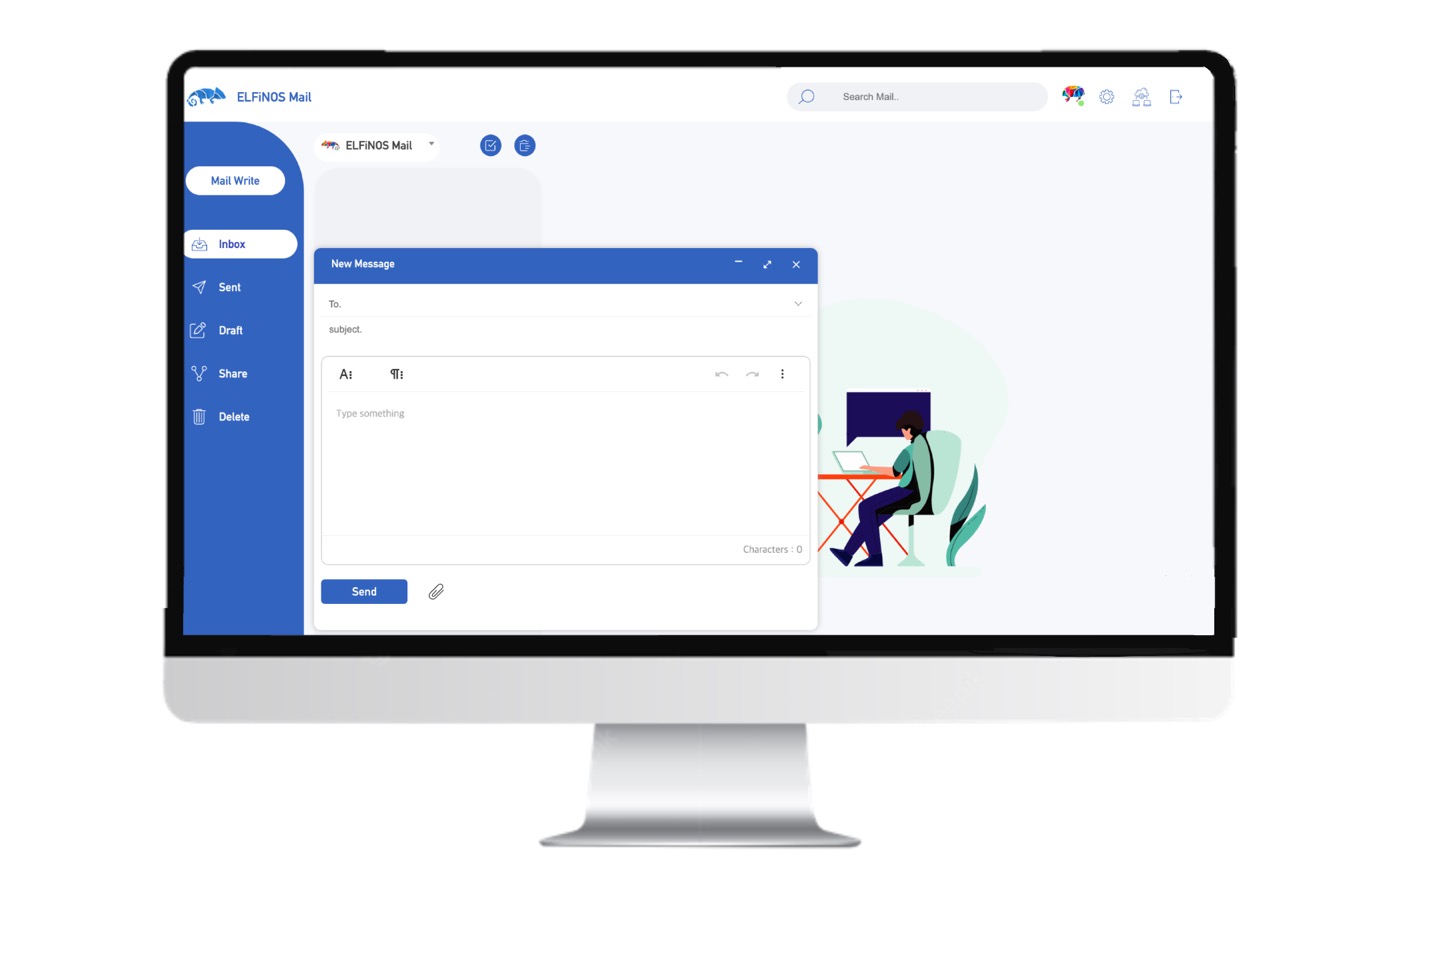 ELFiNOS Mail
Search Mail..
ELFiNOS Mail
Mail Write
Inbox
Sent
Draft
Share
Delete
New Message
To.
subject.
A
Type something
Characters : 0
Send